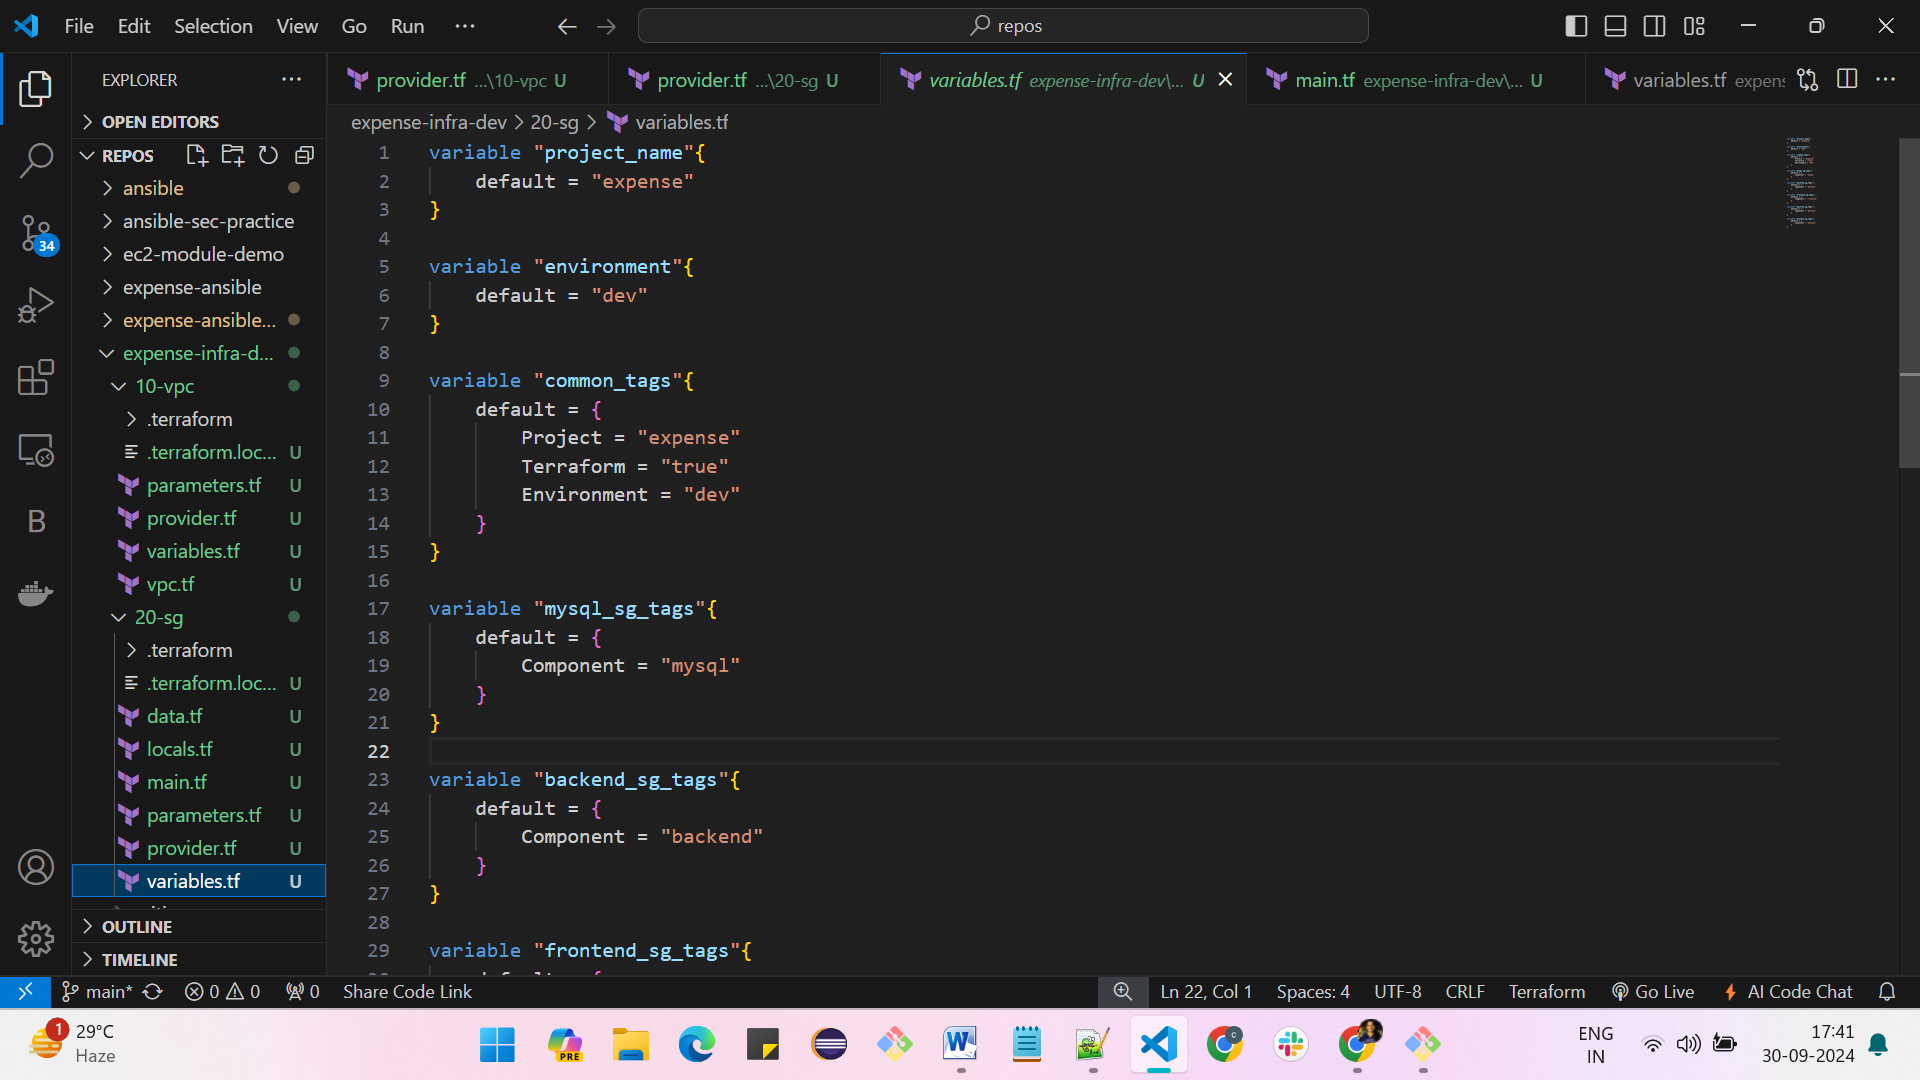 File Edit Selection View Go Run ···
repos
EXPLORER ···
provider.tf ...\10-vpc U
provider.tf ...\20-sg U
variables.tf expense-infra-dev\... U
main.tf expense-infra-dev\... U
variables.tf expens
OPEN EDITORS
REPOS
ansible
ansible-sec-practice
ec2-module-demo
expense-ansible
expense-ansible...
expense-infra-d...
10-vpc
.terraform
.terraform.loc... U
parameters.tf U
provider.tf U
variables.tf U
vpc.tf U
20-sg
.terraform
.terraform.loc... U
data.tf U
locals.tf U
main.tf U
parameters.tf U
provider.tf U
variables.tf U
OUTLINE
TIMELINE
34
B
expense-infra-dev > 20-sg > variables.tf
1 variable "project_name"{
2 default = "expense"
3 }
4
5 variable "environment"{
6 default = "dev"
7 }
8
9 variable "common_tags"{
10 default = {
11 Project = "expense"
12 Terraform = "true"
13 Environment = "dev"
14 }
15 }
16
17 variable "mysql_sg_tags"{
18 default = {
19 Component = "mysql"
20 }
21 }
22
23 variable "backend_sg_tags"{
24 default = {
25 Component = "backend"
26 }
27 }
28
29 variable "frontend_sg_tags"{
main* 0 0 0 Share Code Link
Ln 22, Col 1 Spaces: 4 UTF-8 CRLF Terraform Go Live AI Code Chat
1
29°C
Haze
PRE
ENG
IN
17:41
30-09-2024